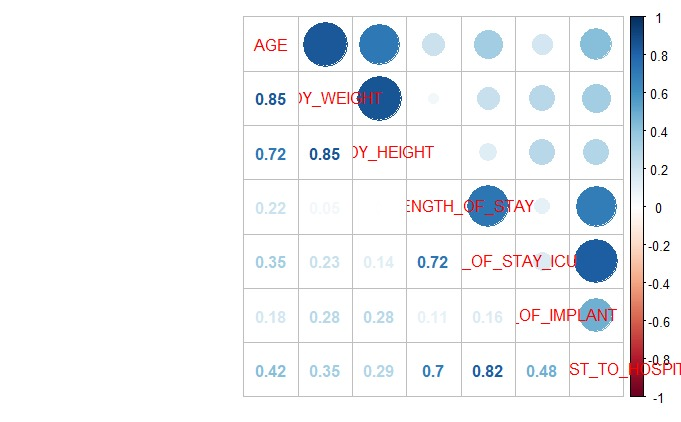 AGE
0.85 DY_WEIGHT
0.72 0.85 DY_HEIGHT
0.22 0.05 ENGTH_OF_STAY
0.35 0.23 0.14 0.72 _OF_STAY_ICU
0.18 0.28 0.28 0.11 0.16 _OF_IMPLANT
0.42 0.35 0.29 0.7 0.82 0.48 ST_TO_HOSPIT
1
0.8
0.6
0.4
0.2
0
-0.2
-0.4
-0.6
-0.8
-1